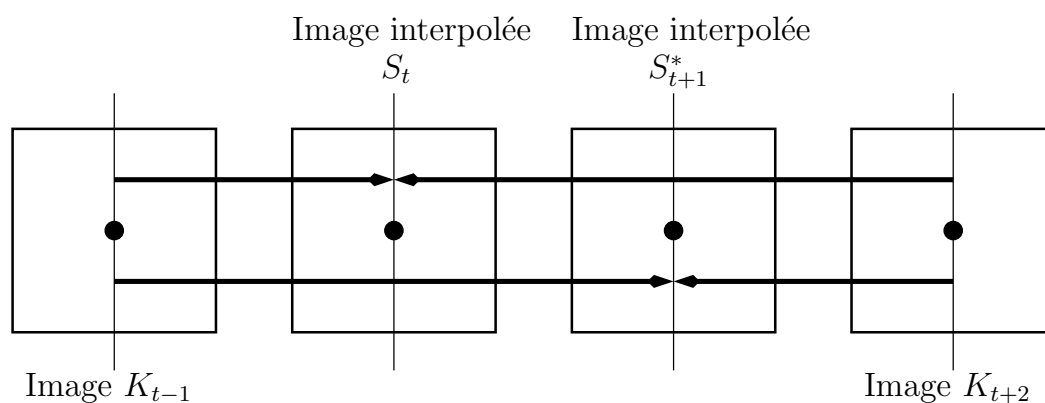 Image interpolée Image interpolée
S_t S*_{t+1}
Image K_{t−1} Image K_{t+2}